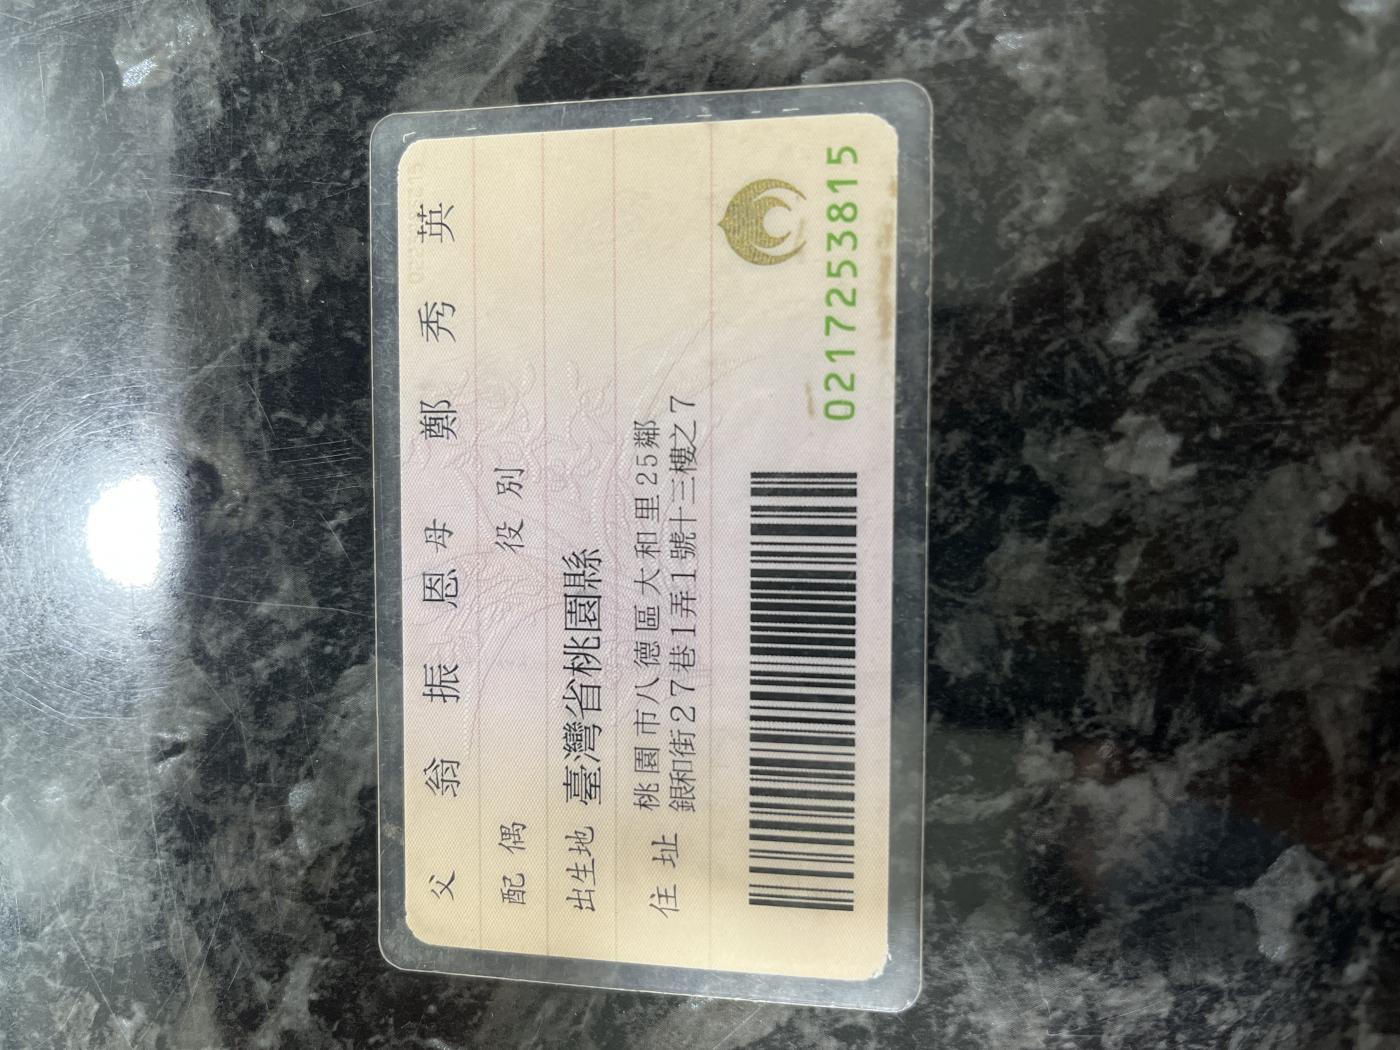 父 翁振恩 母 鄭秀英
配偶 役別
出生地 臺灣省桃園縣
住址 桃園市八德區大和里25鄰
銀和街27巷1弄1號十三樓之7
0217253815